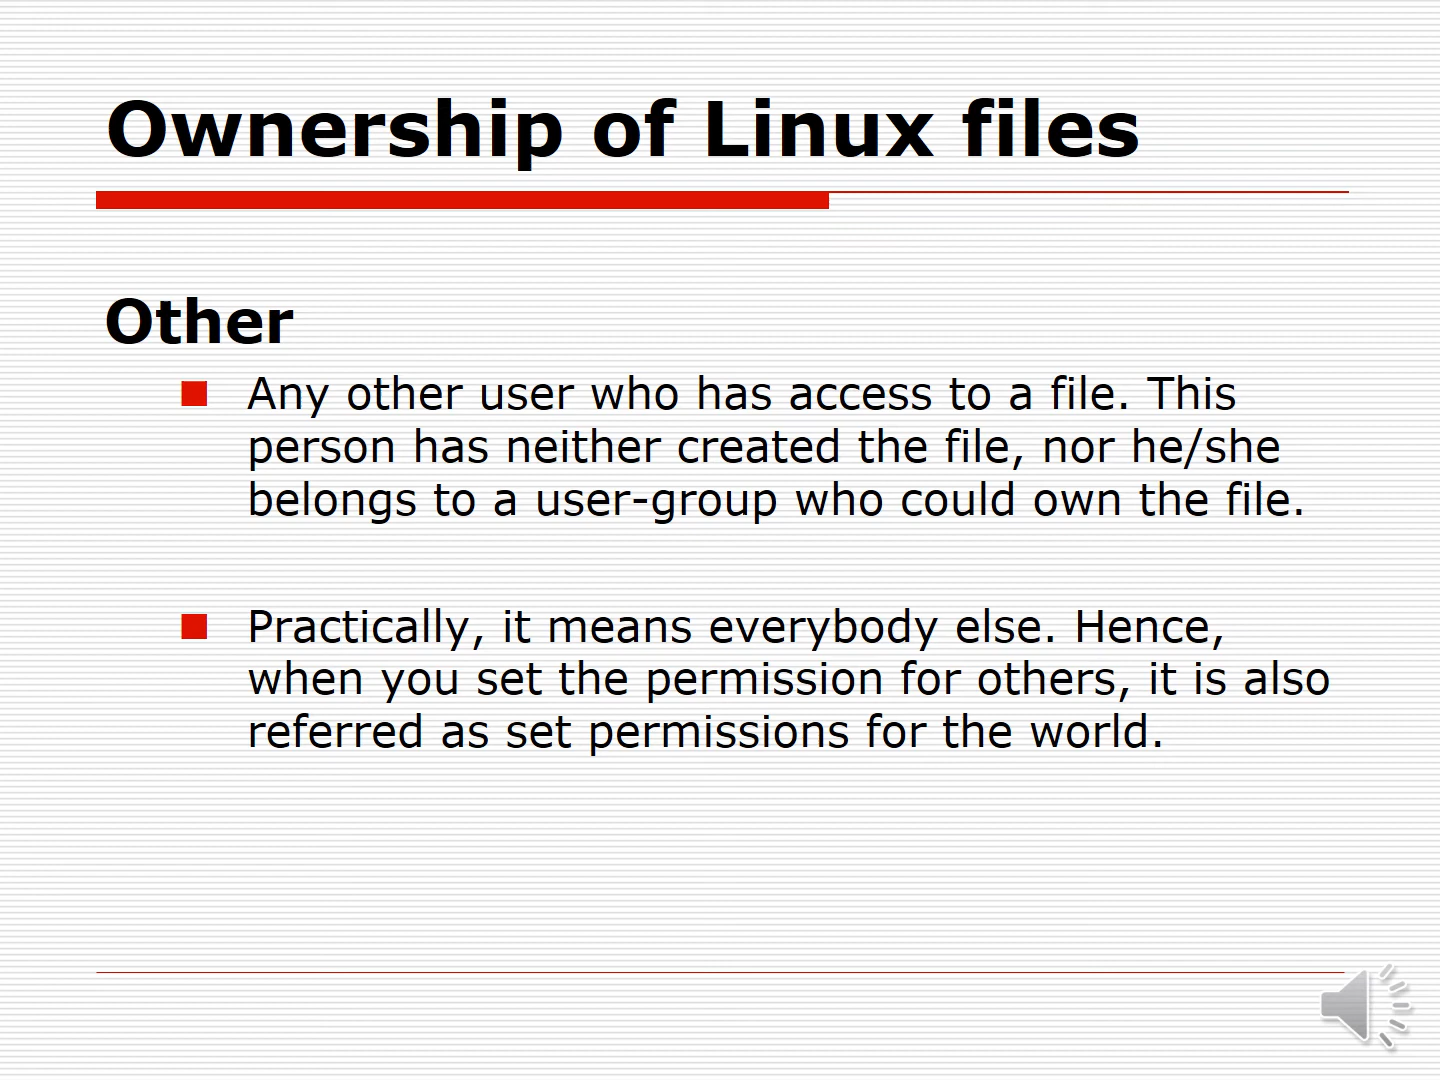 Ownership of Linux files
Other
Any other user who has access to a file. This
person has neither created the file, nor he/she
belongs to a user-group who could own the file.
Practically, it means everybody else. Hence,
when you set the permission for others, it is also
referred as set permissions for the world.